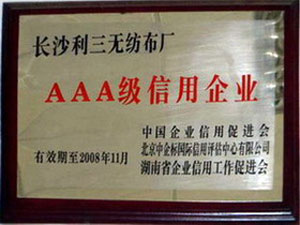 长沙利三无纺布厂
AAA级信用企业
中国企业信用促进会
北京中金标国际信用评估中心有限公司
有效期至2008年11月
湖南省企业信用工作促进会